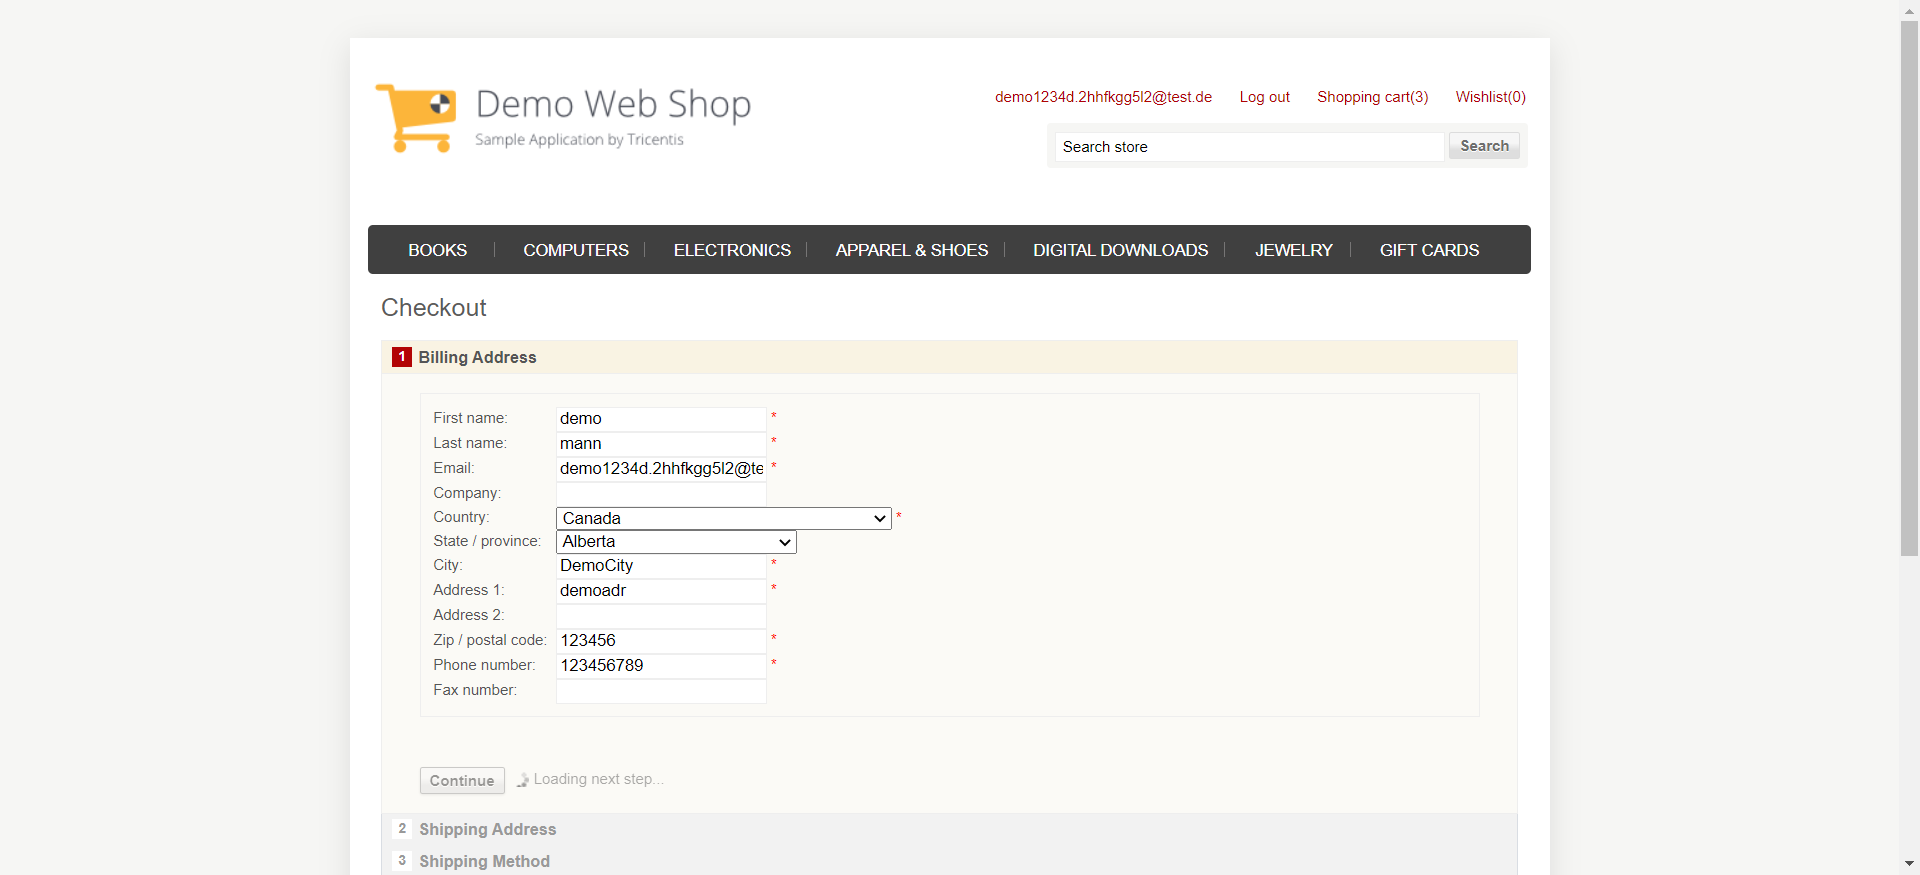 Demo Web Shop
Sample Application by Tricentis
demo1234d.2hhfkgg5l2@test.de Log out Shopping cart(3) Wishlist(0)
Search store Search
BOOKS COMPUTERS ELECTRONICS APPAREL & SHOES DIGITAL DOWNLOADS JEWELRY GIFT CARDS
Checkout
1 Billing Address
First name: demo *
Last name: mann *
Email: demo1234d.2hhfkgg5l2@te *
Company:
Country: Canada *
State / province: Alberta
City: DemoCity *
Address 1: demoadr *
Address 2:
Zip / postal code: 123456 *
Phone number: 123456789 *
Fax number:
Continue Loading next step...
2 Shipping Address
3 Shipping Method